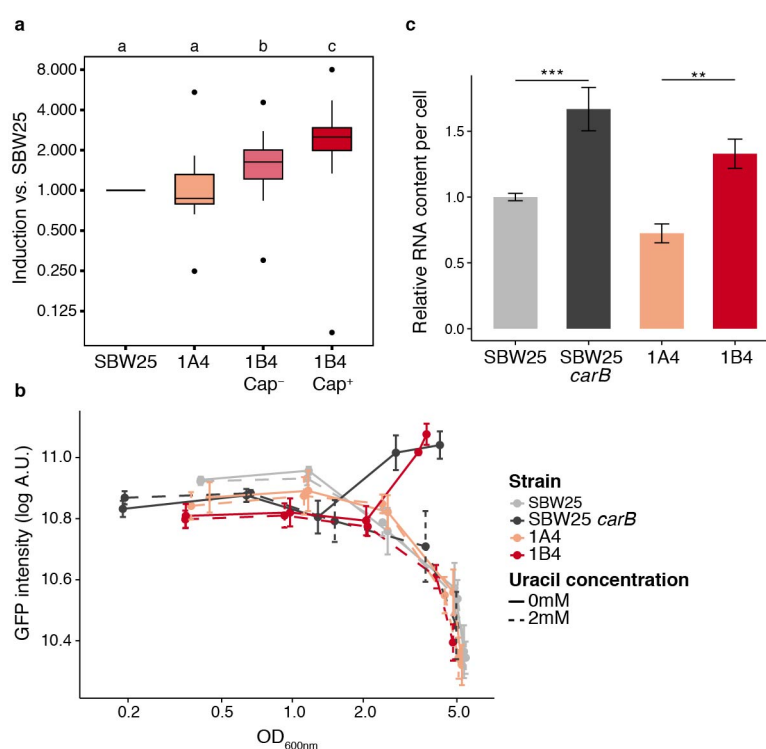 a
a a b c
Induction vs. SBW25
8.000
4.000
2.000
1.000
0.500
0.250
0.125
SBW25 1A4 1B4 1B4
Cap⁻ Cap⁺
c
Relative RNA content per cell
*** **
1.5
1.0
0.5
0.0
SBW25 SBW25 1A4 1B4
carB
b
GFP intensity (log A.U.)
11.0
10.8
10.6
10.4
0.2 0.5 1.0 2.0 5.0
OD600nm
Strain
SBW25
SBW25 carB
1A4
1B4
Uracil concentration
0mM
2mM